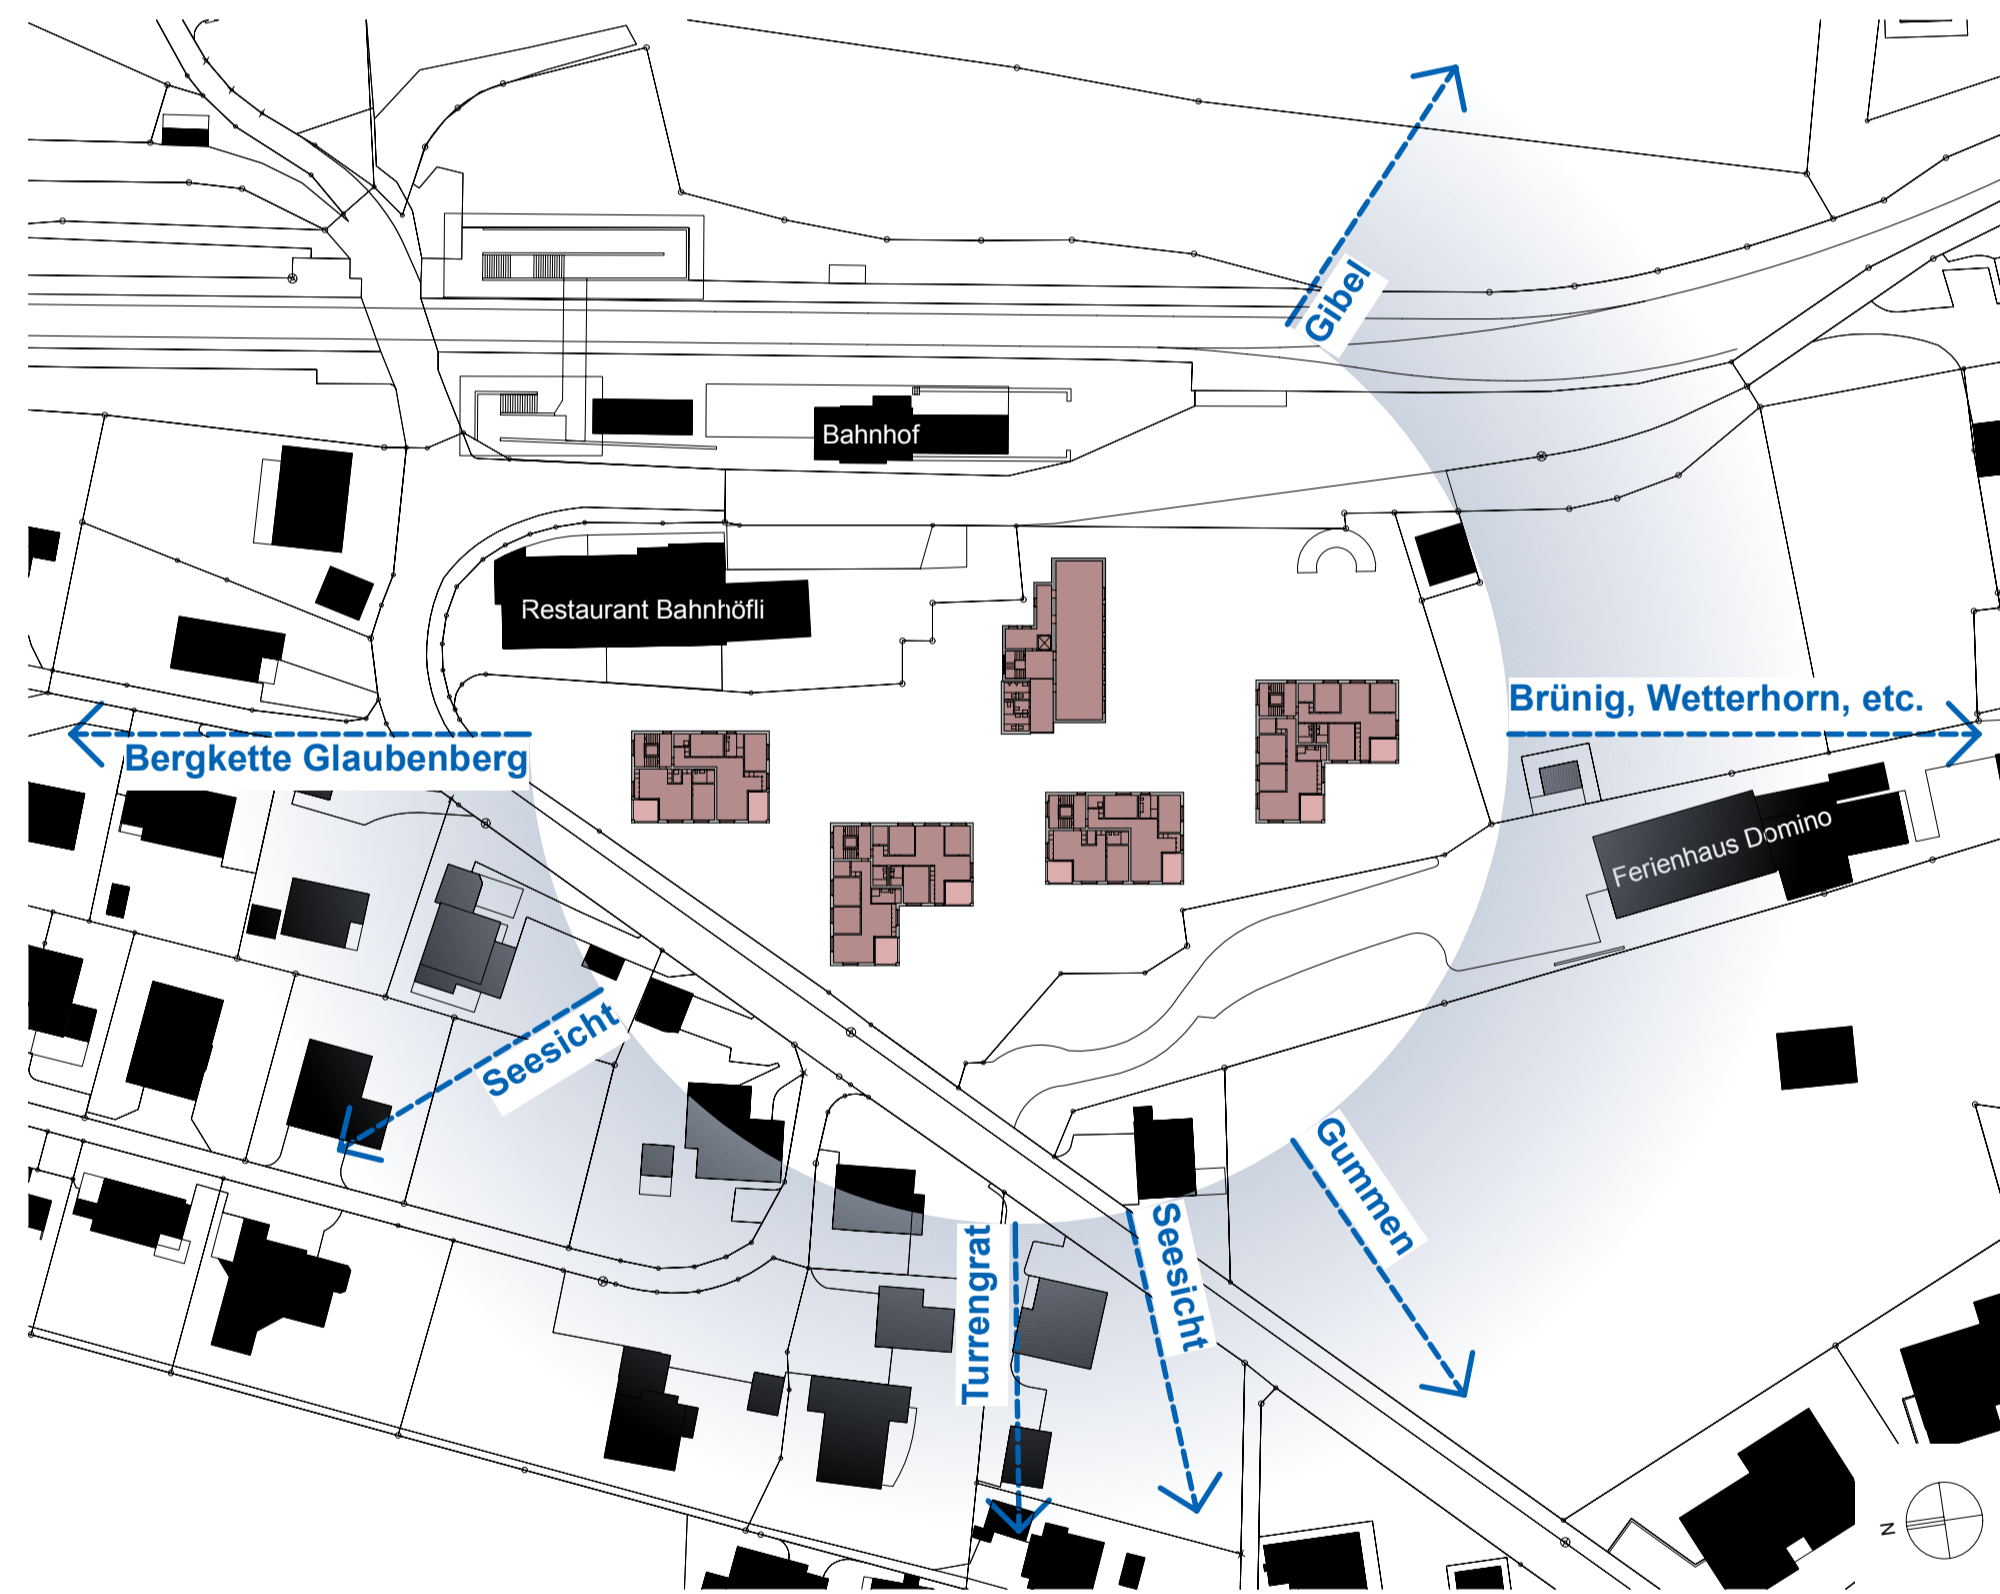 Gibel
Bahnhof
Restaurant Bahnhöfli
Brünig, Wetterhorn, etc.
Bergkette Glaubenberg
Ferienhaus Domino
Seesicht
Gummen
Seesicht
Turrengrat
N